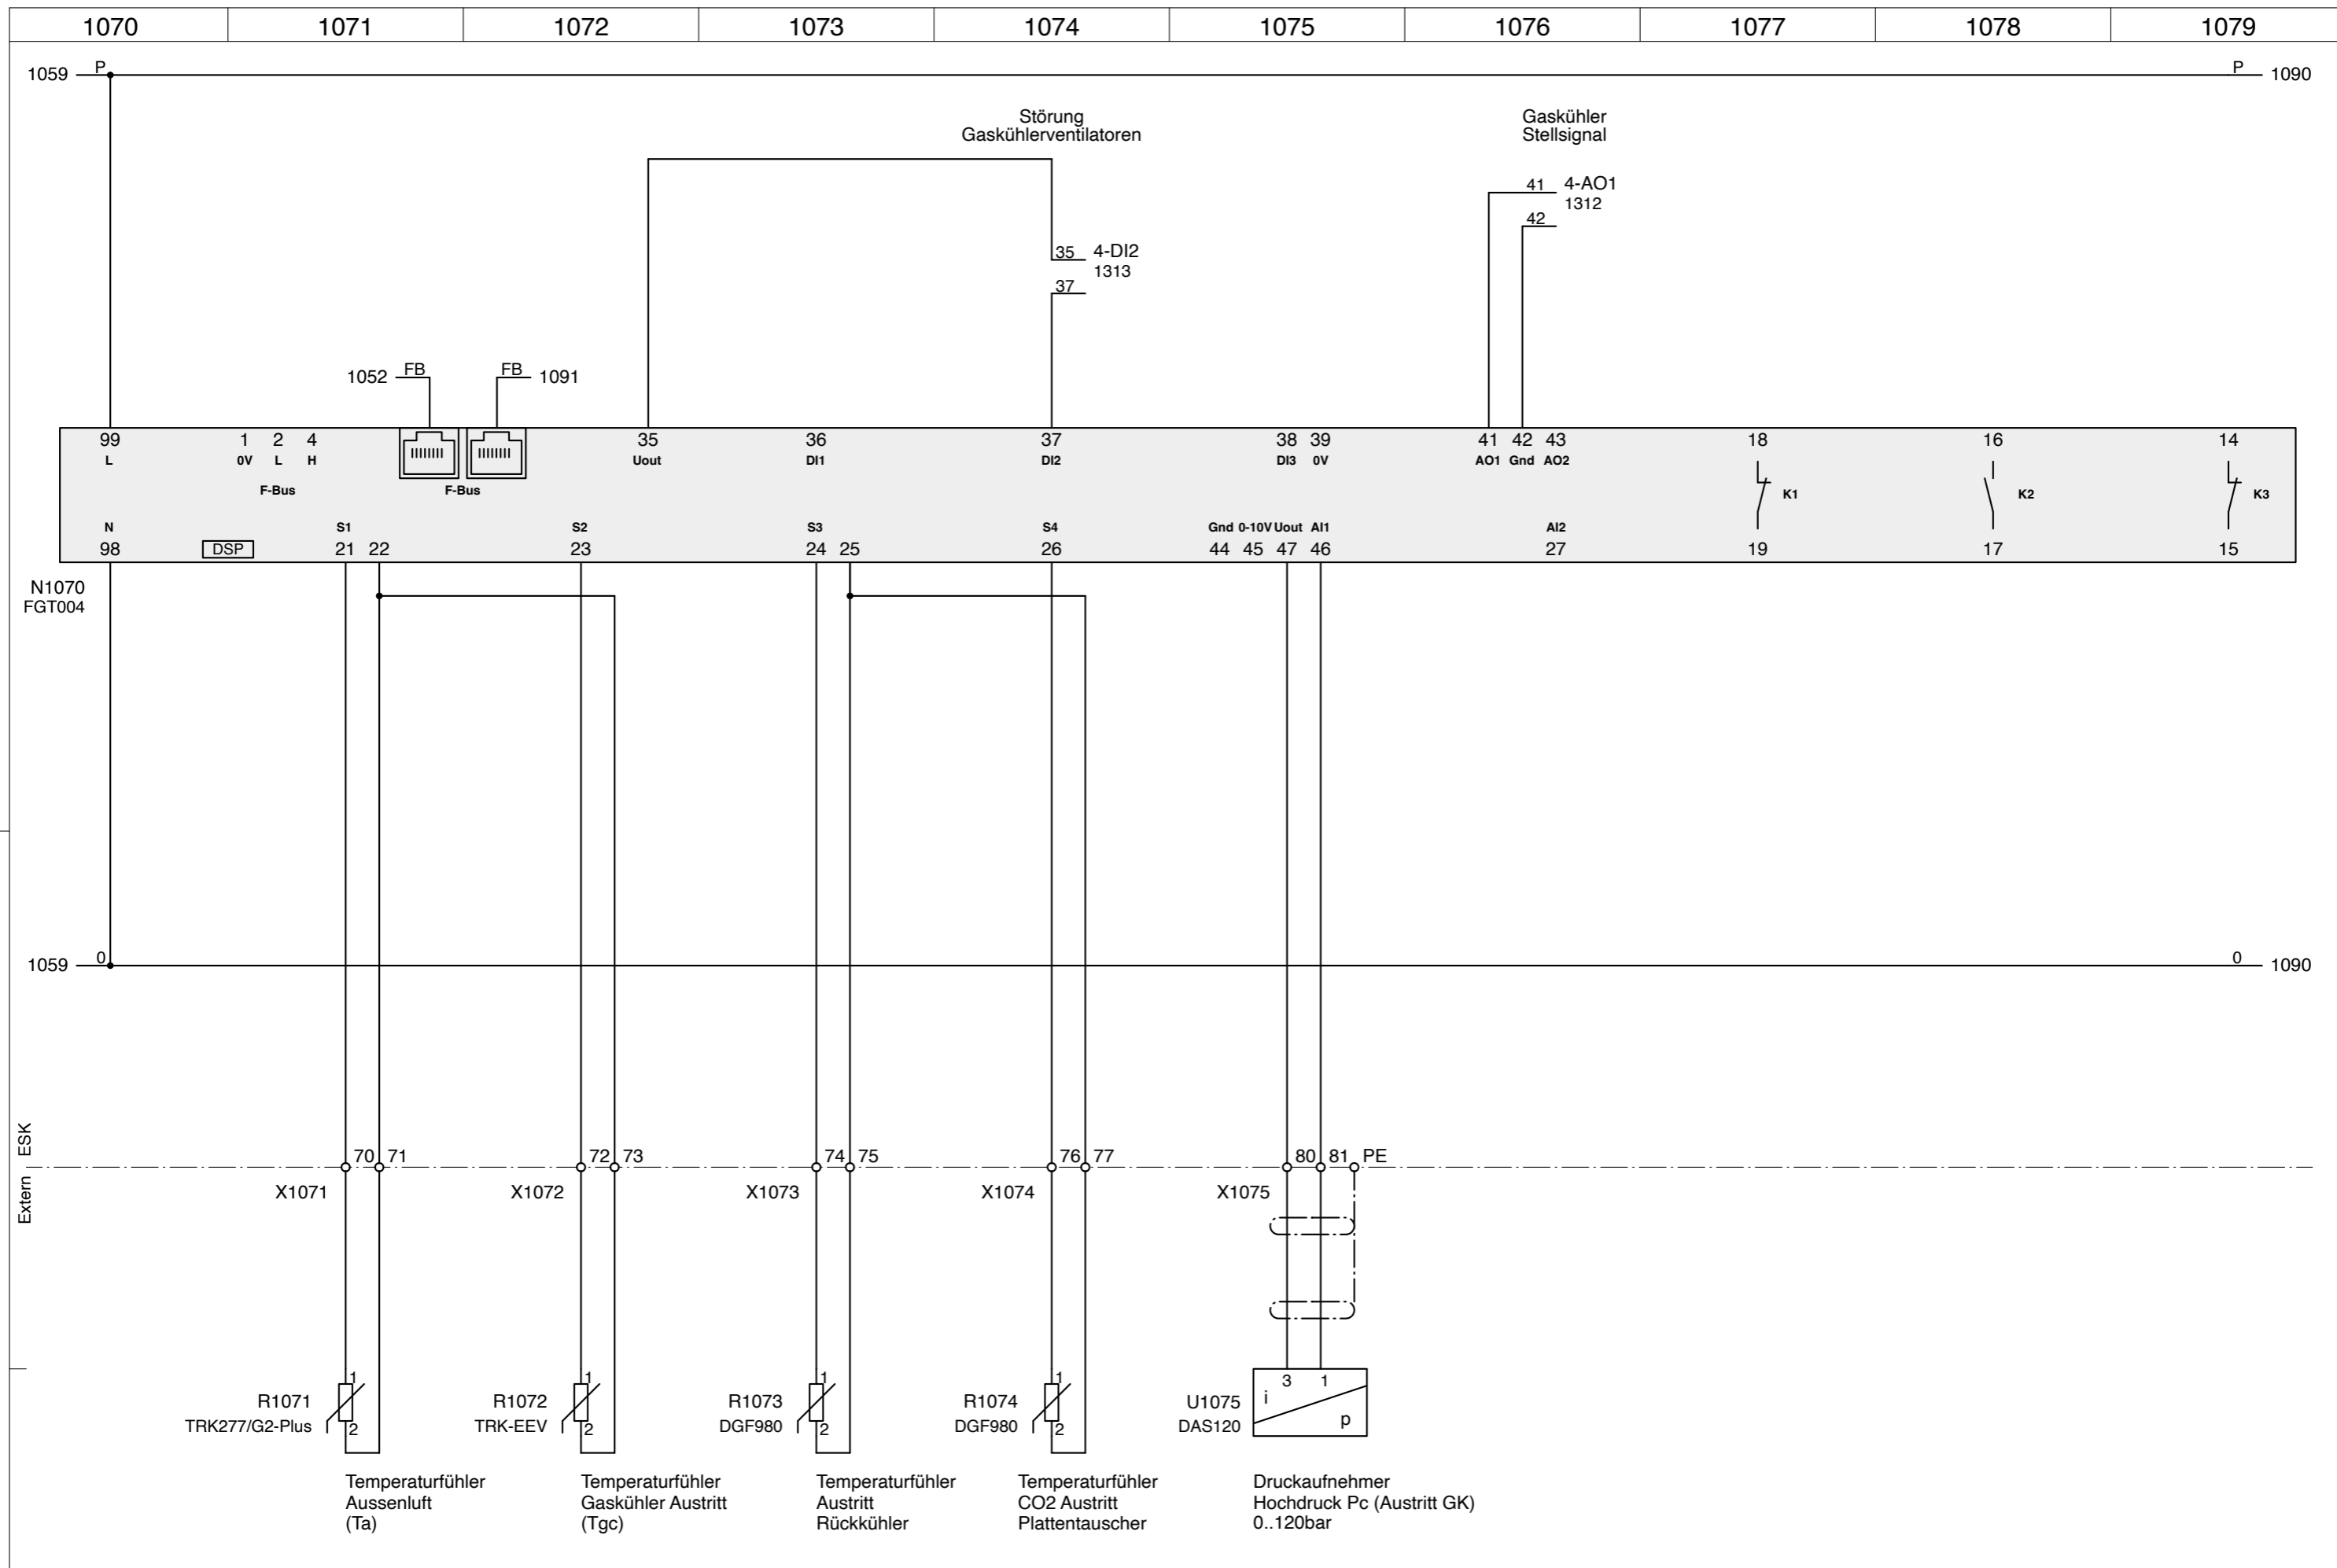 1070 1071 1072 1073 1074 1075 1076 1077 1078 1079
1059 P P 1090
Störung
Gaskühlerventilatoren
Gaskühler
Stellsignal
41 4-AO1
1312
42
35 4-DI2
1313
37
1052 FB FB 1091
99 1 2 4 35 36 37 38 39 41 42 43 18 16 14
L 0V L H Uout DI1 DI2 DI3 0V AO1 Gnd AO2
F-Bus F-Bus
K1 K2 K3
N S1 S2 S3 S4 Gnd 0-10V Uout AI1 AI2
98 DSP 21 22 23 24 25 26 44 45 47 46 27 19 17 15
N1070
FGT004
1059 0 0 1090
ESK
70 71 72 73 74 75 76 77 80 81 PE
Extern
X1071 X1072 X1073 X1074 X1075
1 1 1 1 3 1
R1071 R1072 R1073 R1074 U1075 i
TRK277/G2-Plus 2 TRK-EEV 2 DGF980 2 DGF980 2 DAS120 p
Temperaturfühler
Aussenluft
(Ta)
Temperaturfühler
Gaskühler Austritt
(Tgc)
Temperaturfühler
Austritt
Rückkühler
Temperaturfühler
CO2 Austritt
Plattentauscher
Druckaufnehmer
Hochdruck Pc (Austritt GK)
0..120bar